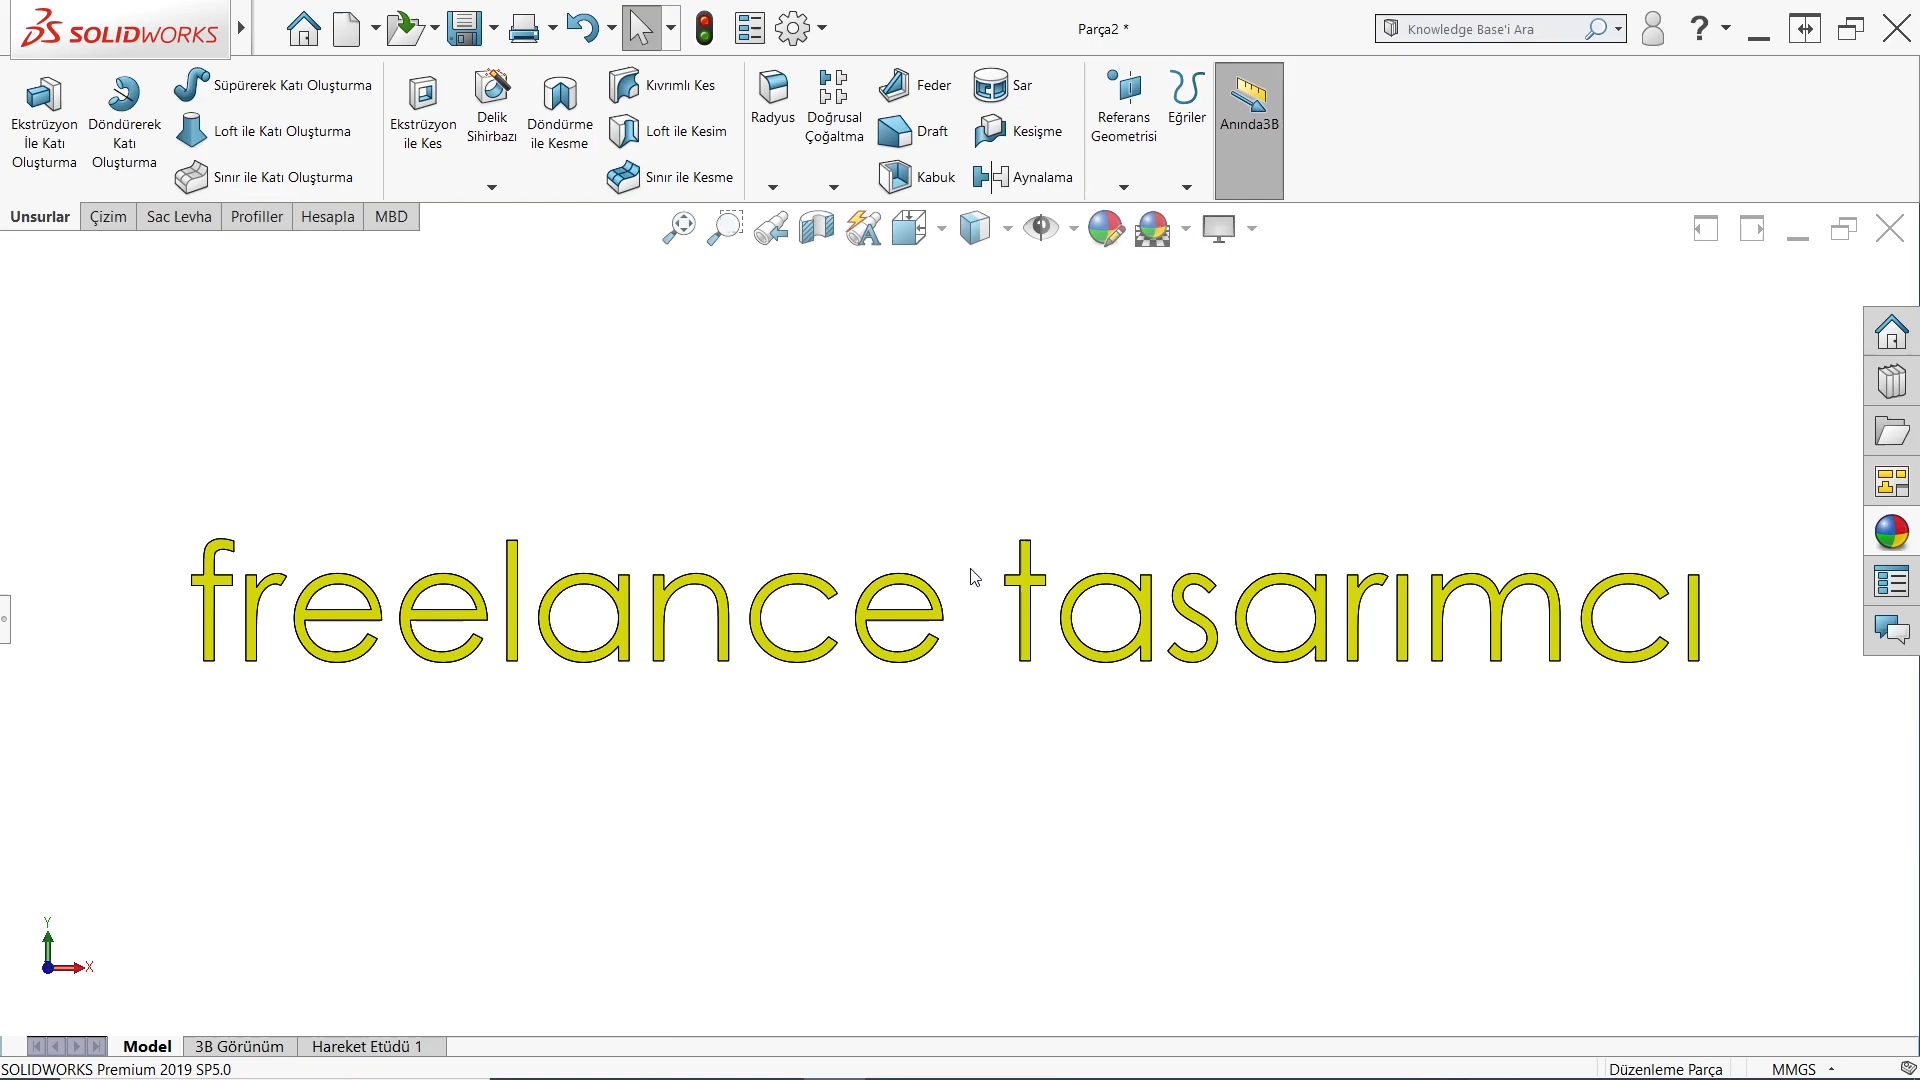 SOLIDWORKS
Parça2 *
Knowledge Base'i Ara
?
Ekstrüzyon İle Katı Oluşturma
Döndürerek Katı Oluşturma
Süpürerek Katı Oluşturma
Loft ile Katı Oluşturma
Sınır ile Katı Oluşturma
Ekstrüzyon ile Kes
Delik Sihirbazı
Döndürme ile Kesme
Kıvrımlı Kes
Loft ile Kesim
Sınır ile Kesme
Radyus
Doğrusal Çoğaltma
Feder
Draft
Kabuk
Sar
Kesişme
Aynalama
Referans Geometrisi
Eğriler
Anında3B
Unsurlar Çizim Sac Levha Profiller Hesapla MBD
freelance tasarımcı
Y
X
Model 3B Görünüm Hareket Etüdü 1
SOLIDWORKS Premium 2019 SP5.0 Düzenleme Parça MMGS